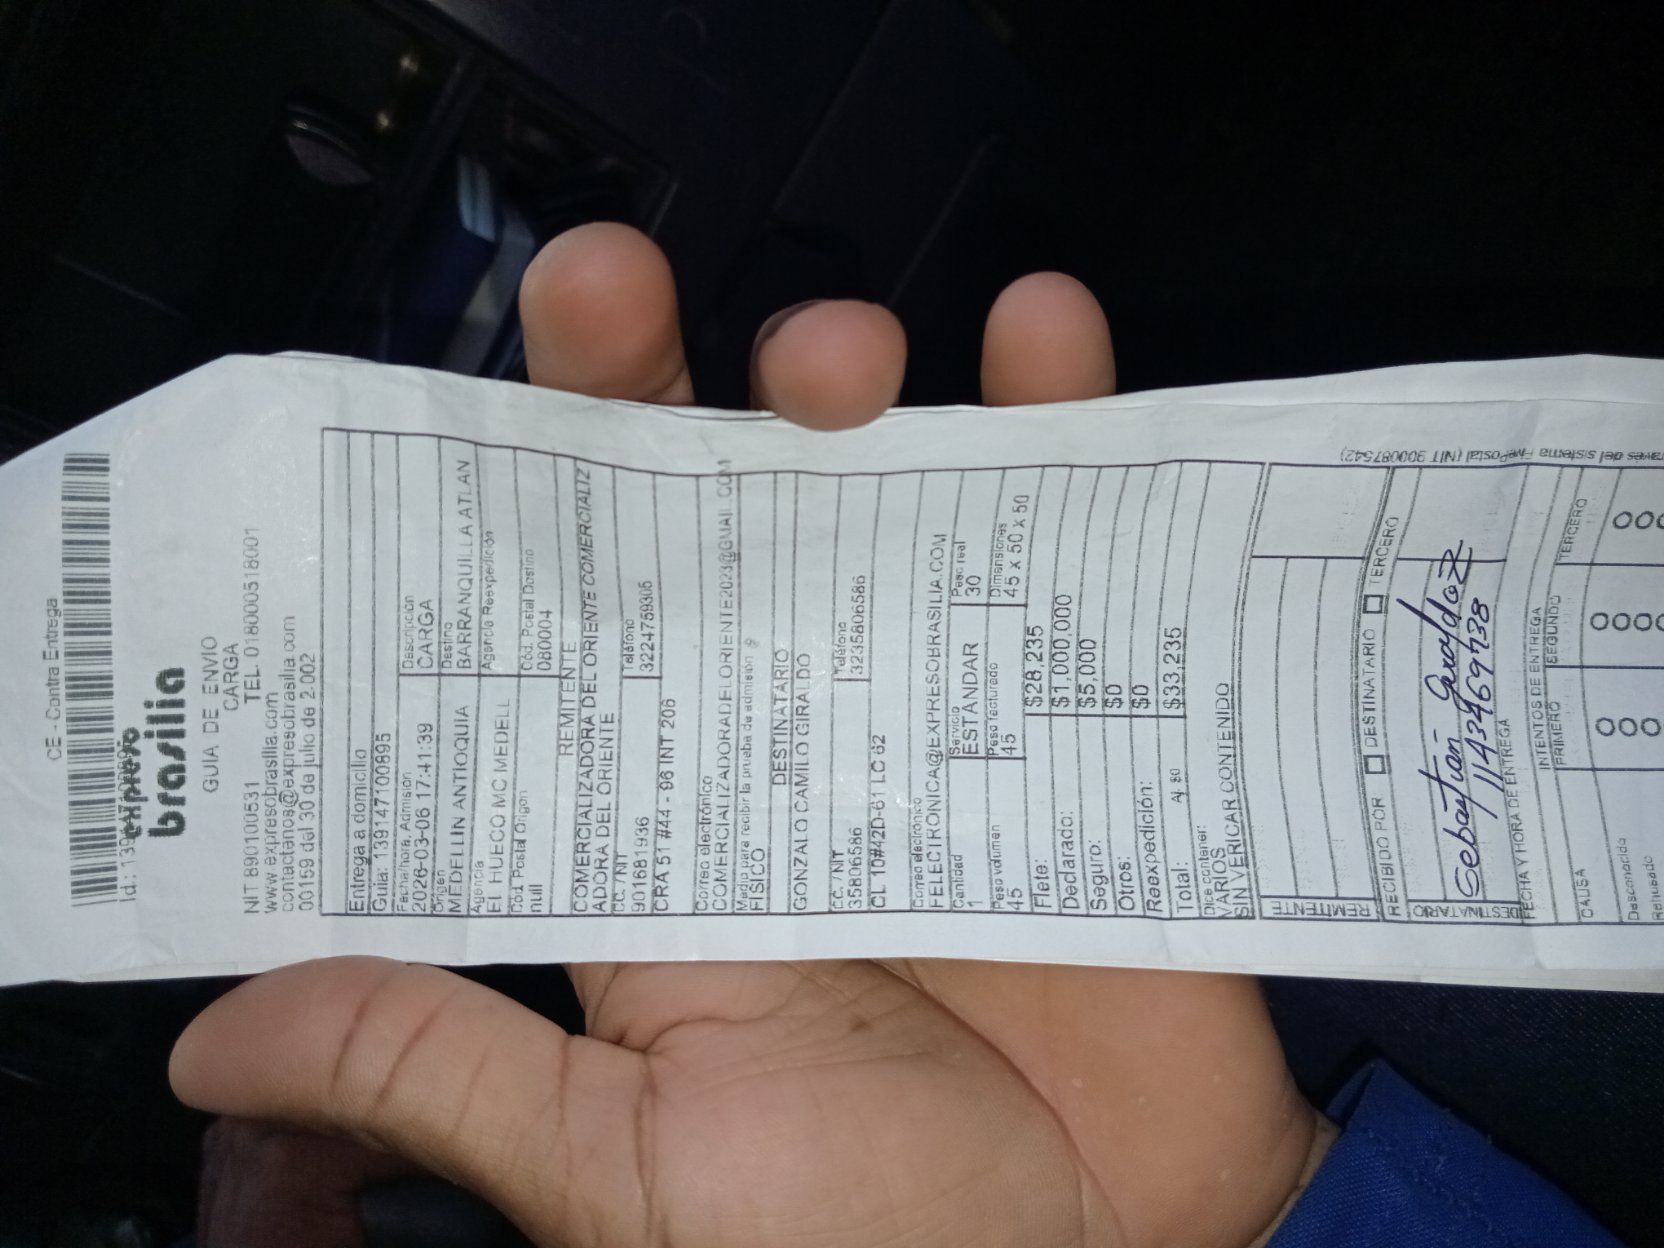 CE - Contra Entrega
expreso
brasilia
GUIA DE ENVIO
CARGA
NIT 890100531 TEL. 018000518001
www.expresobrasilia.com
contactenos@expresobrasilia.com
00159 del 30 de julio de 2.002
Entrega a domicilio
Guia: 139147100895
Fecha/hora. Admision Descripción
2026-03-06 17:41:39 CARGA
Origen Destino
MEDELLIN ANTIOQUIA BARRANQUILLA ATLAN
Agencia Agencia Reexpedición
El HUECO MC MEDELL
Cód. Postal Origen Cód. Postal Destino
null 080004
REMITENTE
COMERCIALIZADORA DEL ORIENTE COMERCIALIZ
ADORA DEL ORIENTE
CC. /NIT Teléfono
901681936 3224759305
CRA 51 #44 - 96 INT 206
Correo electrónico
COMERCIALIZADORADELORIENTE2023@GMAIL.COM
Medio para recibir la prueba de admisión
FISICO
DESTINATARIO
GONZALO CAMILO GIRALDO
CC. /NIT Teléfono
35806586 3235806586
CL 10#42D-61 LC 62
Correo electrónico
FELECTRONICA@EXPRESOBRASILIA.COM
Cantidad Servicio Peso real
1 ESTANDAR 30
Peso volumen Peso facturado Dimensiones
45 45 45 x 50 x 50
Flete: $28,235
Declarado: $1,000,000
Seguro: $5,000
Otros: $0
Reexpedición: $0
Total: $33,235
Dice contener:
VARIOS
SIN VERICAR CONTENIDO
REMITENTE
RECIBIDO POR DESTINATARIO TERCERO
DESTINATARIO
Sebastian
1143469438
FECHA Y HORA DE ENTREGA
INTENTOS DE ENTREGA
PRIMERO SEGUNDO TERCERO
CAUSA
Desconocido
Rehusado
del sistema FivePostal (NIT 900087542)